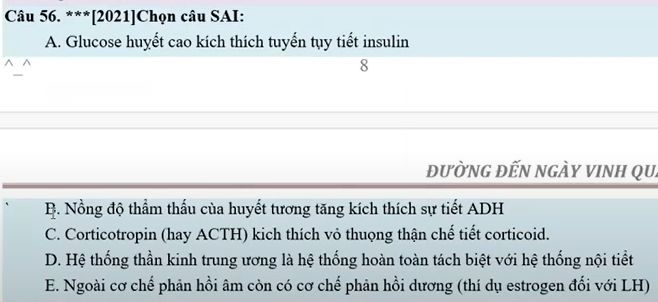 Câu 56. ***[2021]Chọn câu SAI:
A. Glucose huyết cao kích thích tuyến tụy tiết insulin
^_^
8
ĐƯỜNG ĐẾN NGÀY VINH QUA
B. Nồng độ thẩm thấu của huyết tương tăng kích thích sự tiết ADH
C. Corticotropin (hay ACTH) kich thích vỏ thuọng thận chế tiết corticoid.
D. Hệ thống thần kinh trung ương là hệ thống hoàn toàn tách biệt với hệ thống nội tiết
E. Ngoài cơ chế phản hồi âm còn có cơ chế phản hồi dương (thí dụ estrogen đối với LH)